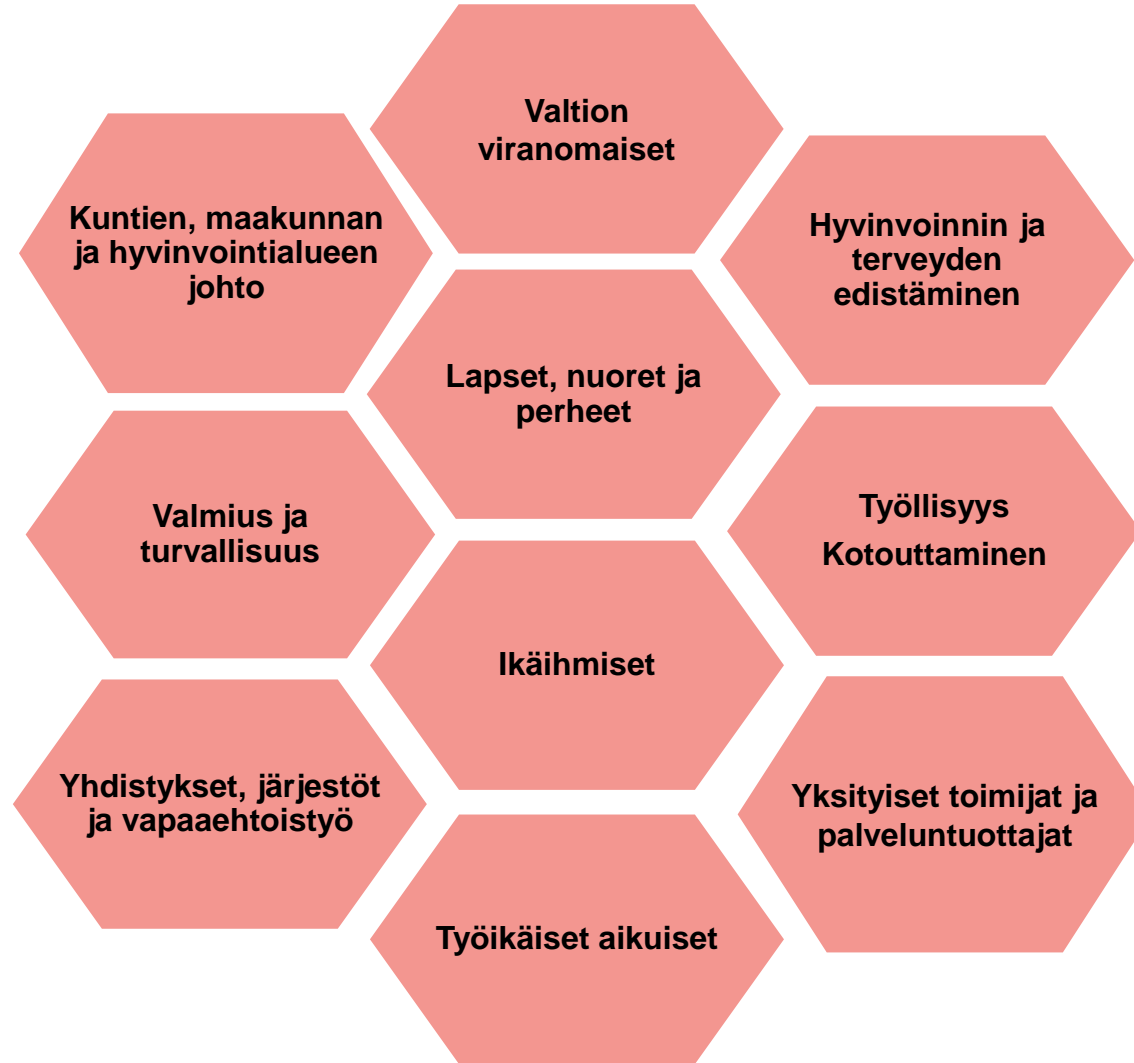 Valtion
viranomaiset
Kuntien, maakunnan
ja hyvinvointialueen
johto
Hyvinvoinnin ja
terveyden
edistäminen
Lapset, nuoret ja
perheet
Valmius ja
turvallisuus
Työllisyys
Kotouttaminen
Ikäihmiset
Yhdistykset, järjestöt
ja vapaaehtoistyö
Yksityiset toimijat ja
palveluntuottajat
Työikäiset aikuiset